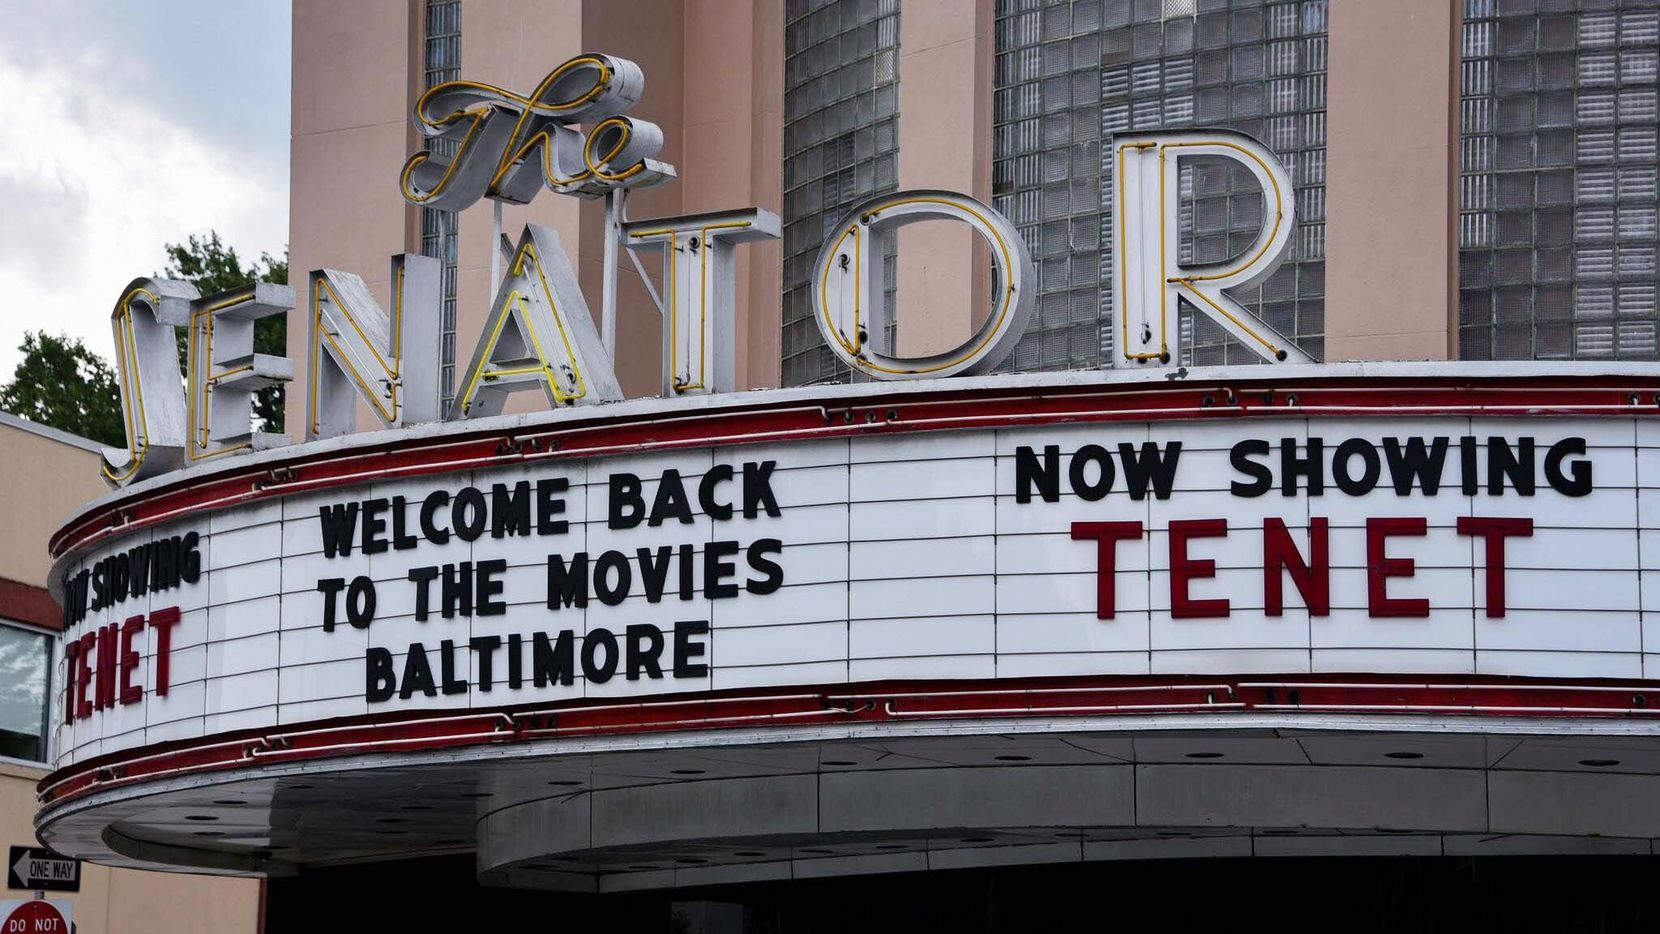 The
SENATOR
NOW SHOWING
TENET
WELCOME BACK
TO THE MOVIES
BALTIMORE
NOW SHOWING
TENET
ONE WAY
DO NOT